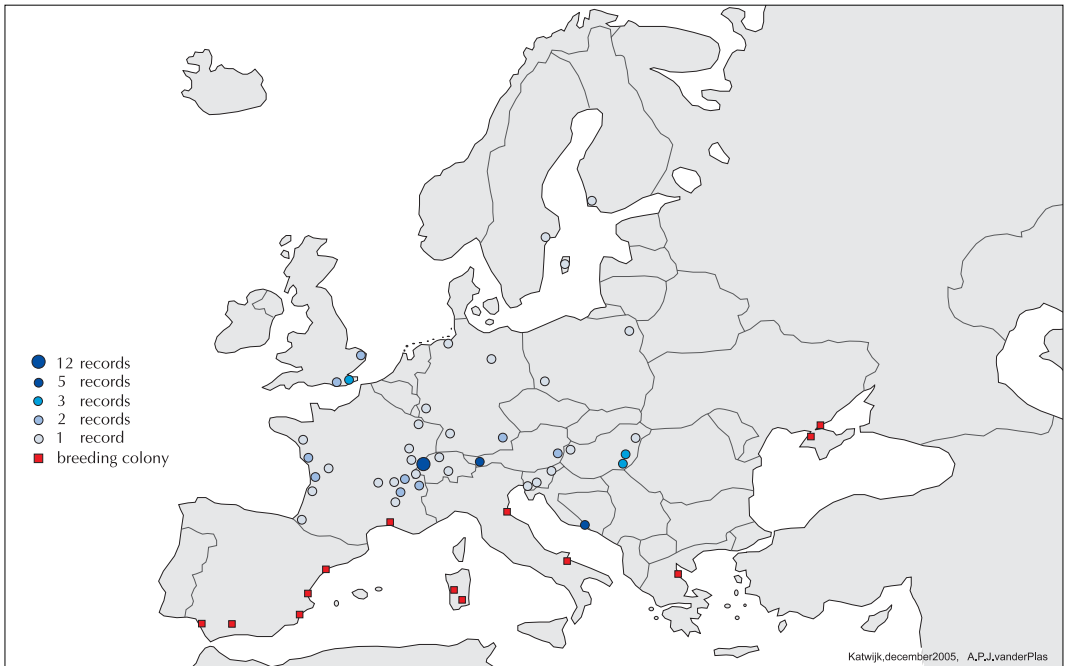 12 records
5 records
3 records
2 records
1 record
breeding colony
Katwijk,december2005, A.P.J.vanderPlas